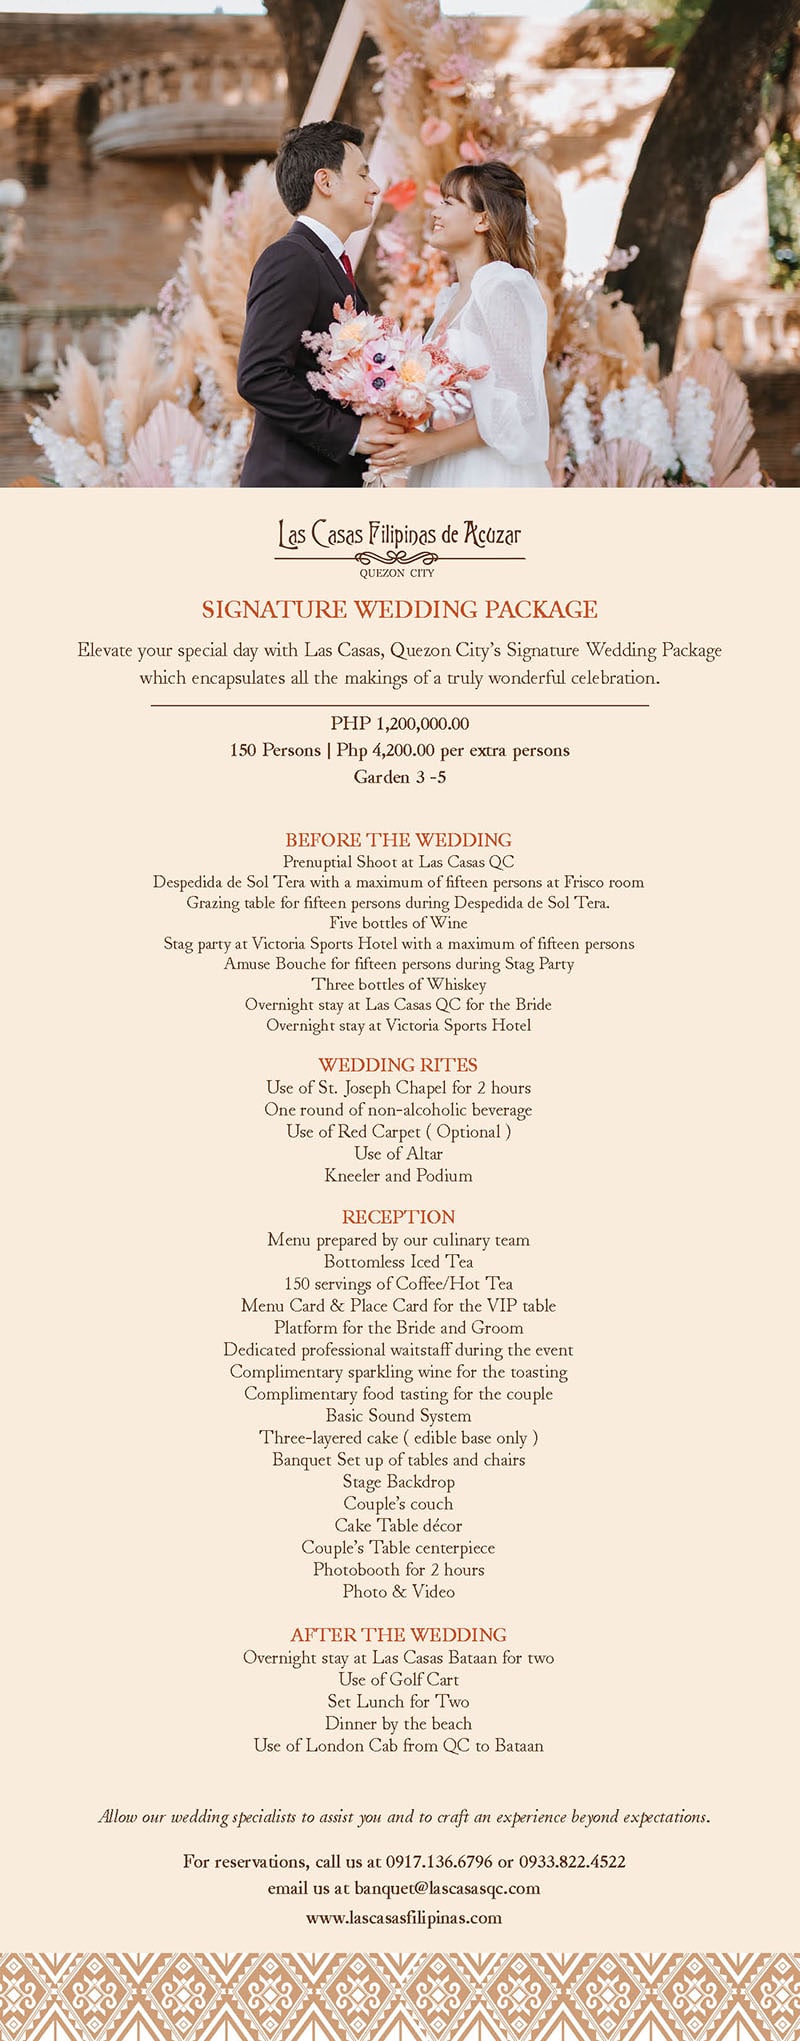 Las Casas Filipinas de Acuzar
QUEZON CITY
SIGNATURE WEDDING PACKAGE
Elevate your special day with Las Casas, Quezon City's Signature Wedding Package
which encapsulates all the makings of a truly wonderful celebration.
PHP 1,200,000.00
150 Persons | Php 4,200.00 per extra persons
Garden 3 -5
BEFORE THE WEDDING
Prenuptial Shoot at Las Casas QC
Despedida de Sol Tera with a maximum of fifteen persons at Frisco room
Grazing table for fifteen persons during Despedida de Sol Tera.
Five bottles of Wine
Stag party at Victoria Sports Hotel with a maximum of fifteen persons
Amuse Bouche for fifteen persons during Stag Party
Three bottles of Whiskey
Overnight stay at Las Casas QC for the Bride
Overnight stay at Victoria Sports Hotel
WEDDING RITES
Use of St. Joseph Chapel for 2 hours
One round of non-alcoholic beverage
Use of Red Carpet ( Optional )
Use of Altar
Kneeler and Podium
RECEPTION
Menu prepared by our culinary team
Bottomless Iced Tea
150 servings of Coffee/Hot Tea
Menu Card & Place Card for the VIP table
Platform for the Bride and Groom
Dedicated professional waitstaff during the event
Complimentary sparkling wine for the toasting
Complimentary food tasting for the couple
Basic Sound System
Three-layered cake ( edible base only )
Banquet Set up of tables and chairs
Stage Backdrop
Couple's couch
Cake Table décor
Couple's Table centerpiece
Photobooth for 2 hours
Photo & Video
AFTER THE WEDDING
Overnight stay at Las Casas Bataan for two
Use of Golf Cart
Set Lunch for Two
Dinner by the beach
Use of London Cab from QC to Bataan
Allow our wedding specialists to assist you and to craft an experience beyond expectations.
For reservations, call us at 0917.136.6796 or 0933.822.4522
email us at banquet@lascasasqc.com
www.lascasasfilipinas.com